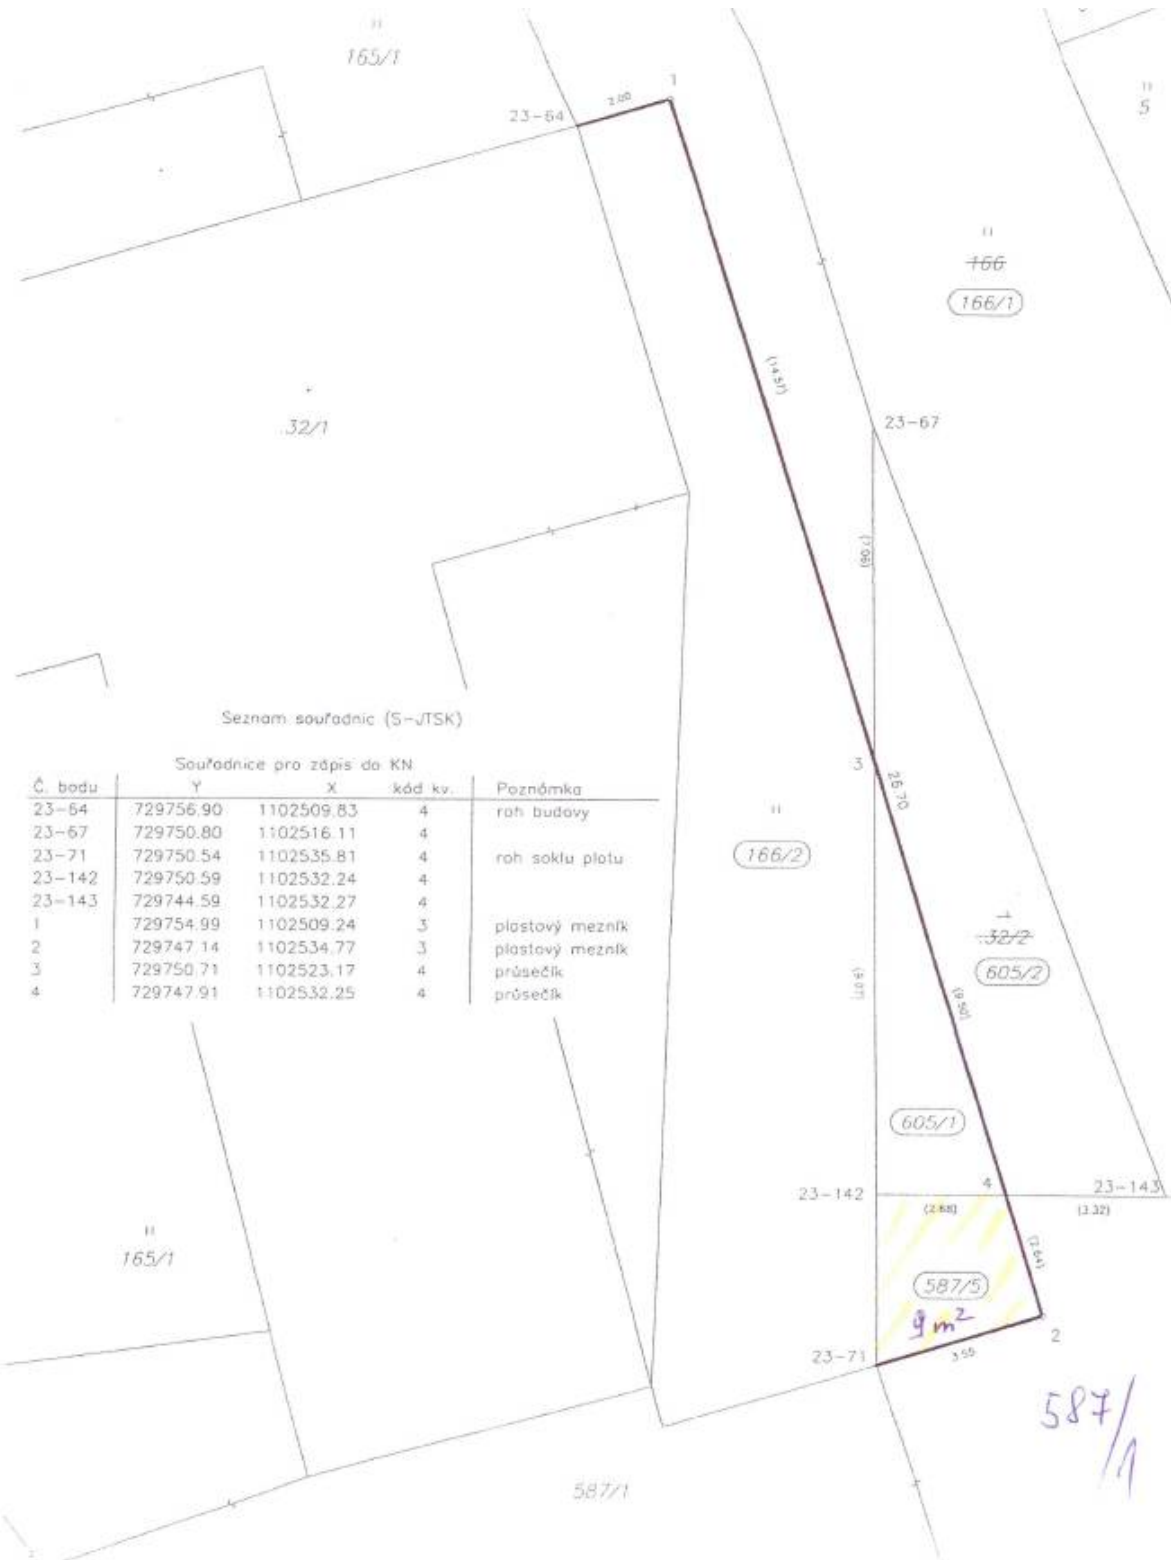 165/1
1
2.00
23-64
5
166
166/1
(14.57)
.32/1
23-67
(7.06)
Seznam souřadnic (S-JTSK)
Souřadnice pro zápis do KN
Č. bodu Y X kód kv. Poznámka
23-64 729756.90 1102509.83 4 roh budovy
23-67 729750.80 1102516.11 4
23-71 729750.54 1102535.81 4 roh soklu plotu
23-142 729750.59 1102532.24 4
23-143 729744.59 1102532.27 4
1 729754.99 1102509.24 3 plastový mezník
2 729747.14 1102534.77 3 plastový mezník
3 729750.71 1102523.17 4 průsečík
4 729747.91 1102532.25 4 průsečík
3
26.70
166/2
.32/2
605/2
(9.07)
(9.50)
605/1
23-142
4
23-143
(2.68)
(3.32)
165/1
(2.64)
587/5
9 m²
2
23-71
3.55
587/1
587/1